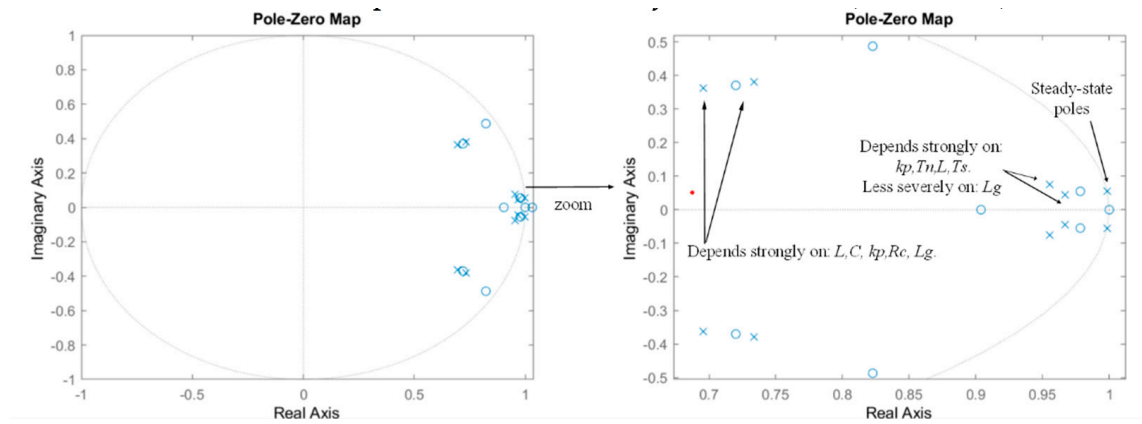 Pole-Zero Map
Imaginary Axis
1
0.8
0.6
0.4
0.2
0
-0.2
-0.4
-0.6
-0.8
-1
-1
-0.5
0
0.5
1
Real Axis
zoom
Pole-Zero Map
Imaginary Axis
0.5
0.4
0.3
0.2
0.1
0
-0.1
-0.2
-0.3
-0.4
-0.5
0.7
0.75
0.8
0.85
0.9
0.95
1
Real Axis
Steady-state
poles
Depends strongly on:
kp,Tn,L,Ts.
Less severely on: Lg
Depends strongly on: L,C, kp,Rc, Lg.